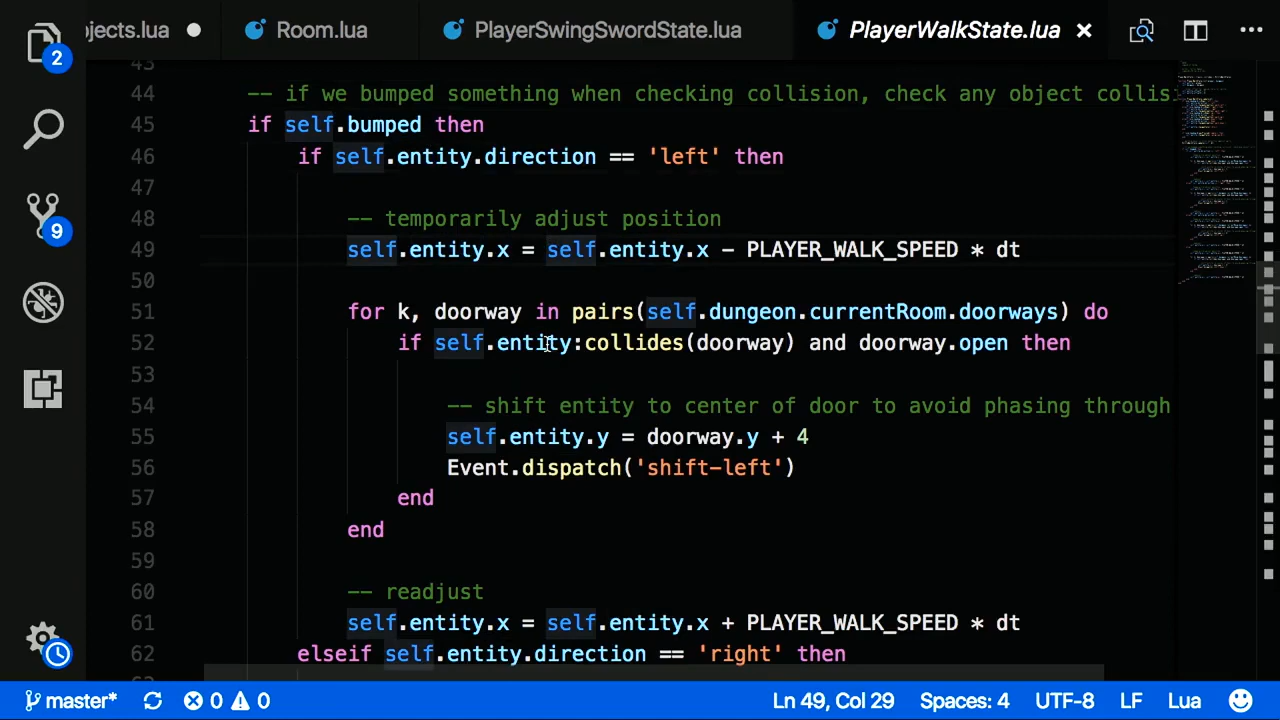 bjects.lua Room.lua PlayerSwingSwordState.lua PlayerWalkState.lua
2
9
43
44 -- if we bumped something when checking collision, check any object collisi
45 if self.bumped then
46 if self.entity.direction == 'left' then
47
48 -- temporarily adjust position
49 self.entity.x = self.entity.x - PLAYER_WALK_SPEED * dt
50
51 for k, doorway in pairs(self.dungeon.currentRoom.doorways) do
52 if self.entity:collides(doorway) and doorway.open then
53
54 -- shift entity to center of door to avoid phasing through
55 self.entity.y = doorway.y + 4
56 Event.dispatch('shift-left')
57 end
58 end
59
60 -- readjust
61 self.entity.x = self.entity.x + PLAYER_WALK_SPEED * dt
62 elseif self.entity.direction == 'right' then
master* 0 0 Ln 49, Col 29 Spaces: 4 UTF-8 LF Lua